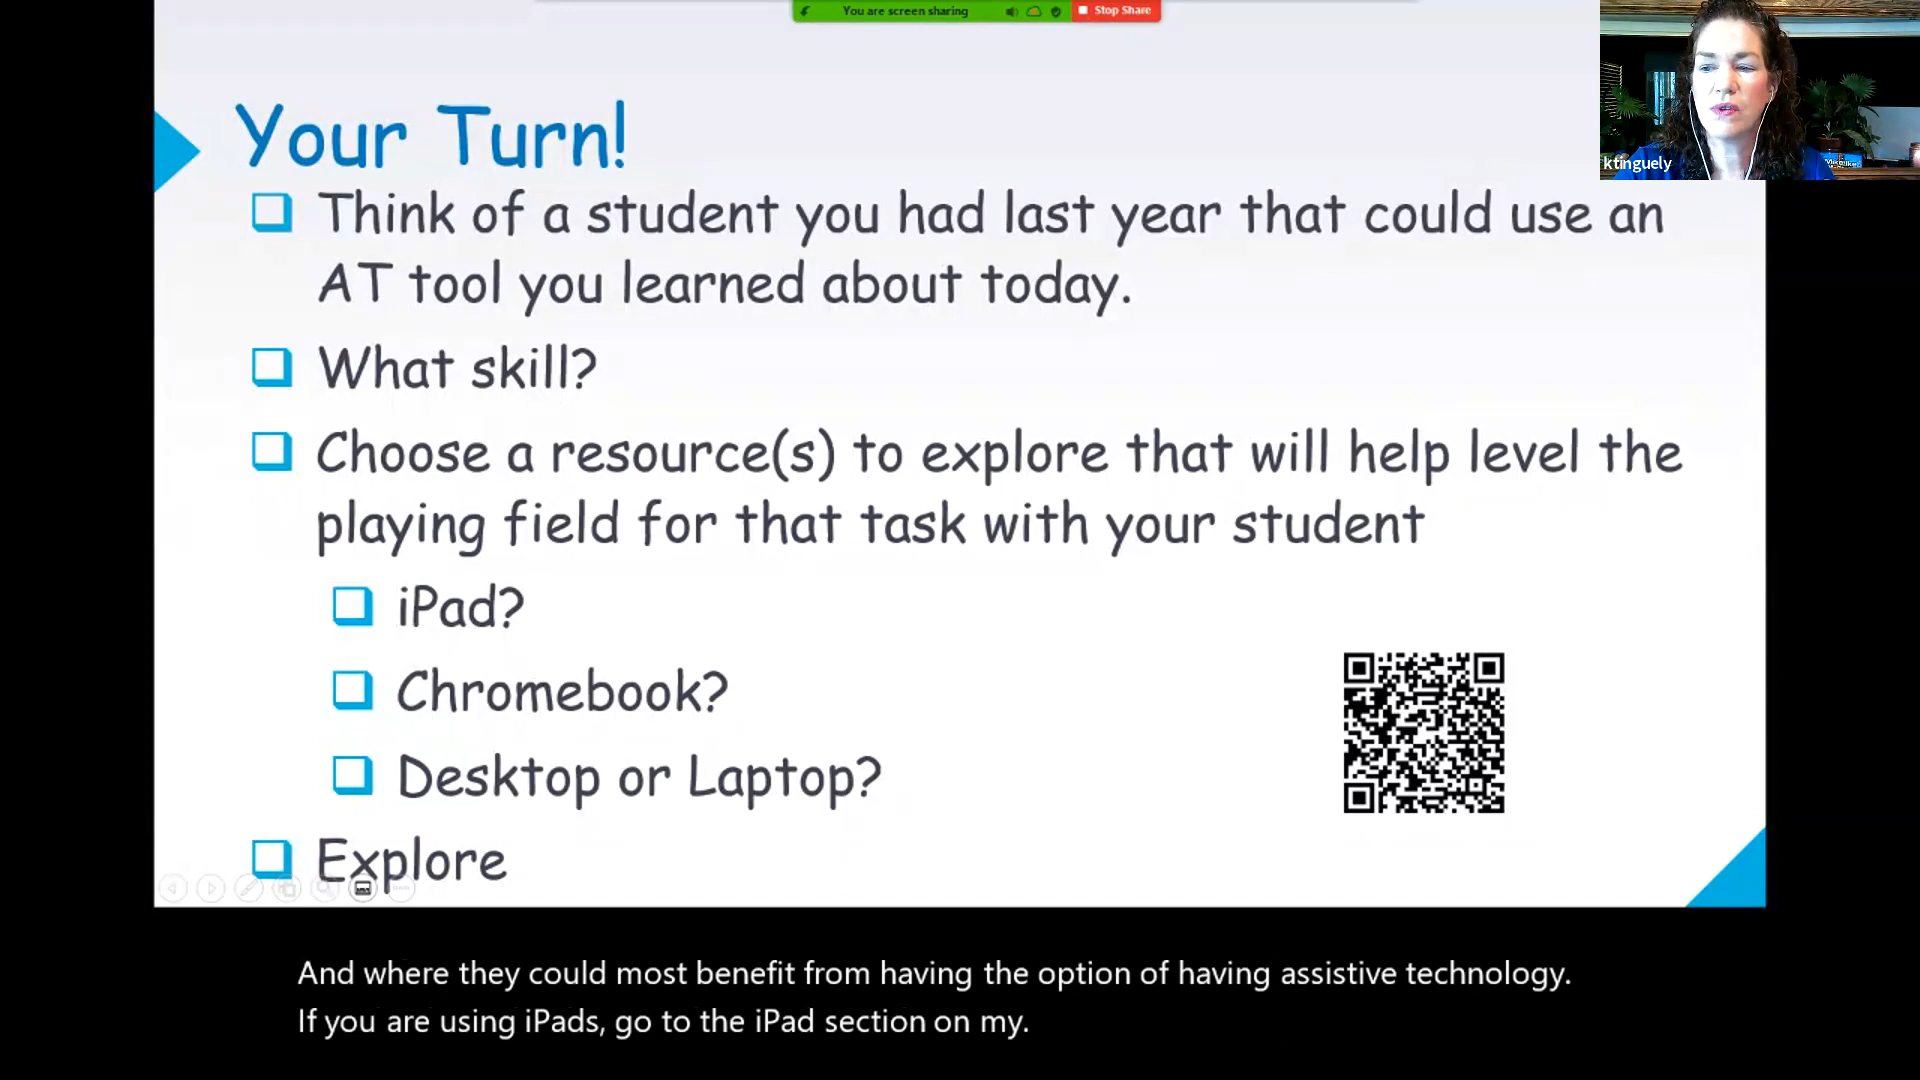 You are screen sharing
Stop Share
ktinguely
Your Turn!
Think of a student you had last year that could use an
AT tool you learned about today.
What skill?
Choose a resource(s) to explore that will help level the
playing field for that task with your student
iPad?
Chromebook?
Desktop or Laptop?
Explore
And where they could most benefit from having the option of having assistive technology.
If you are using iPads, go to the iPad section on my.